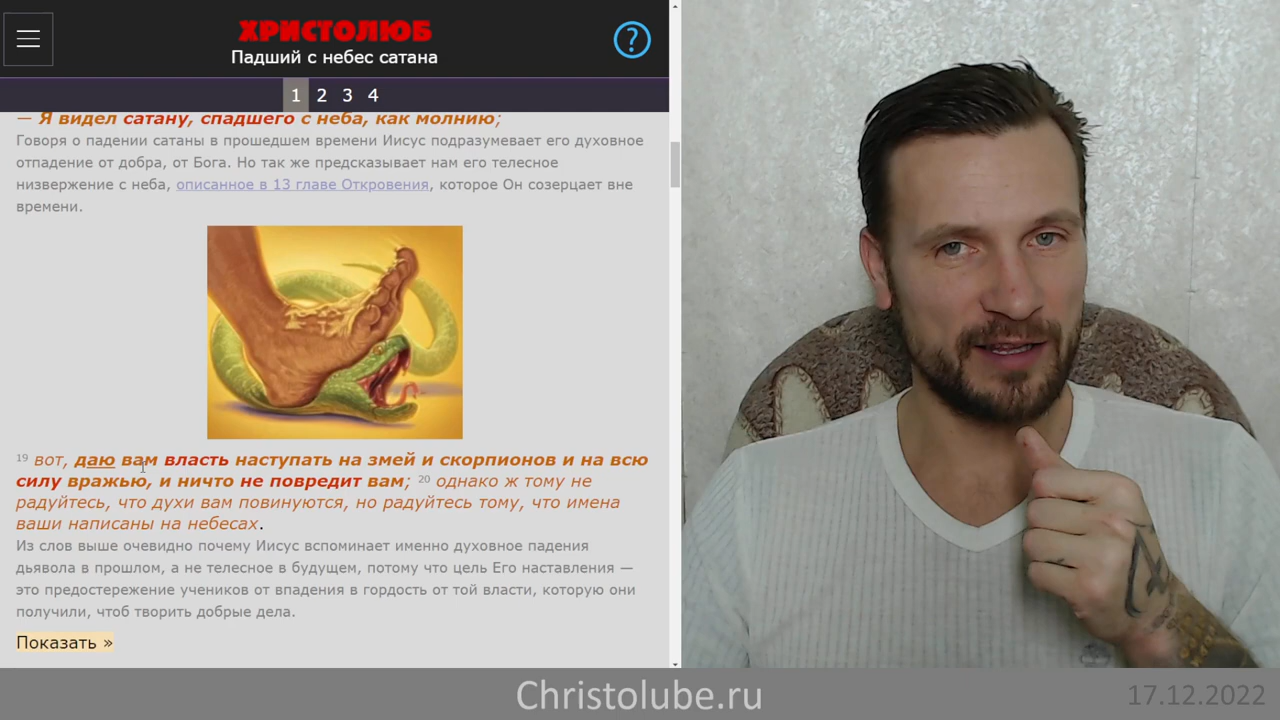 ХРИСТОЛЮБ
Падший с небес сатана
1 2 3 4
— Я видел сатану, спадшего с неба, как молнию;
Говоря о падении сатаны в прошедшем времени Иисус подразумевает его духовное
отпадение от добра, от Бога. Но так же предсказывает нам его телесное
низвержение с неба, описанное в 13 главе Откровения, которое Он созерцает вне
времени.
19 вот, даю вам власть наступать на змей и скорпионов и на всю
силу вражью, и ничто не повредит вам; 20 однако ж тому не
радуйтесь, что духи вам повинуются, но радуйтесь тому, что имена
ваши написаны на небесах.
Из слов выше очевидно почему Иисус вспоминает именно духовное падения
дьявола в прошлом, а не телесное в будущем, потому что цель Его наставления —
это предостережение учеников от впадения в гордость от той власти, которую они
получили, чтоб творить добрые дела.
Показать »
Christolube.ru
17.12.2022